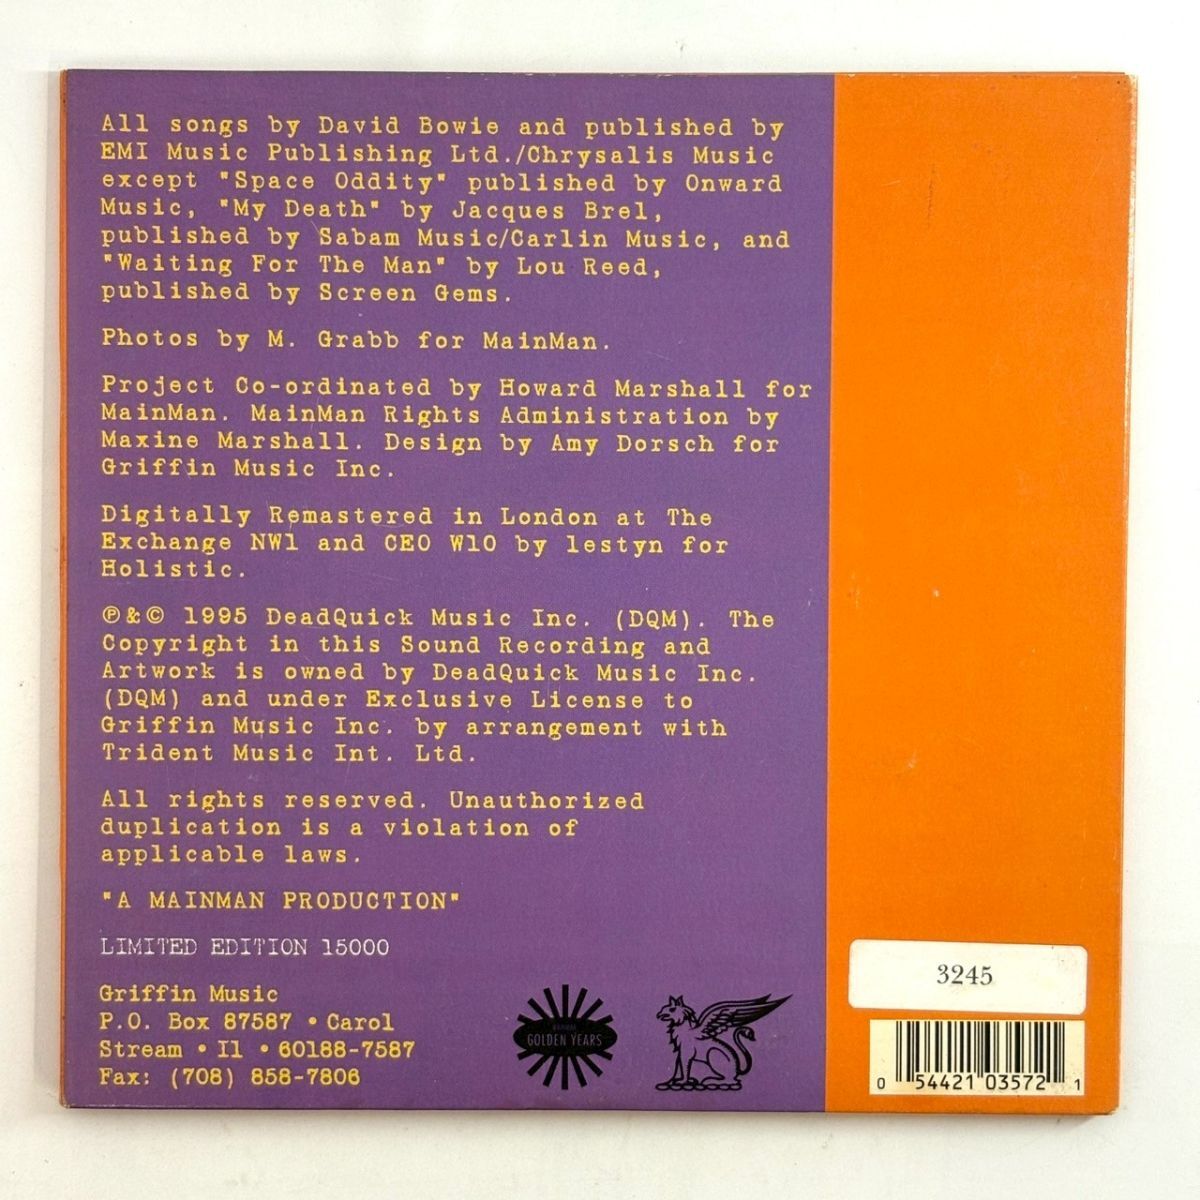 All songs by David Bowie and published by
EMI Music Publishing Ltd./Chrysalis Music
except "Space Oddity" published by Onward
Music, "My Death" by Jacques Brel,
published by Sabam Music/Carlin Music, and
"Waiting For The Man" by Lou Reed,
published by Screen Gems.
Photos by M. Grabb for MainMan.
Project Co-ordinated by Howard Marshall for
MainMan. MainMan Rights Administration by
Maxine Marshall. Design by Amy Dorsch for
Griffin Music Inc.
Digitally Remastered in London at The
Exchange NW1 and CEO W10 by lestyn for
Holistic.
℗&© 1995 DeadQuick Music Inc. (DQM). The
Copyright in this Sound Recording and
Artwork is owned by DeadQuick Music Inc.
(DQM) and under Exclusive License to
Griffin Music Inc. by arrangement with
Trident Music Int. Ltd.
All rights reserved. Unauthorized
duplication is a violation of
applicable laws.
"A MAINMAN PRODUCTION"
LIMITED EDITION 15000
Griffin Music
P.O. Box 87587 • Carol
Stream • Il • 60188-7587
Fax: (708) 858-7806
GOLDEN YEARS
3245
0 54421 03572 1